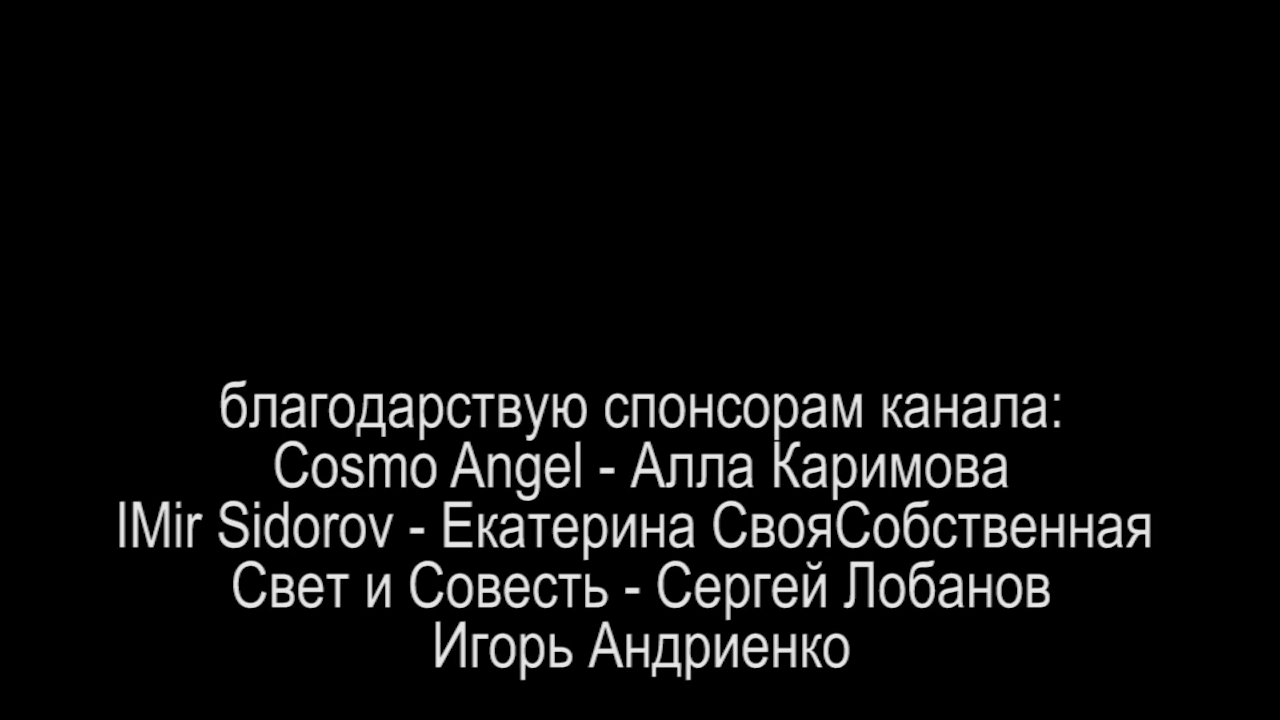 благодарствую спонсорам канала:
Cosmo Angel - Алла Каримова
IMir Sidorov - Екатерина СвояСобственная
Свет и Совесть - Сергей Лобанов
Игорь Андриенко